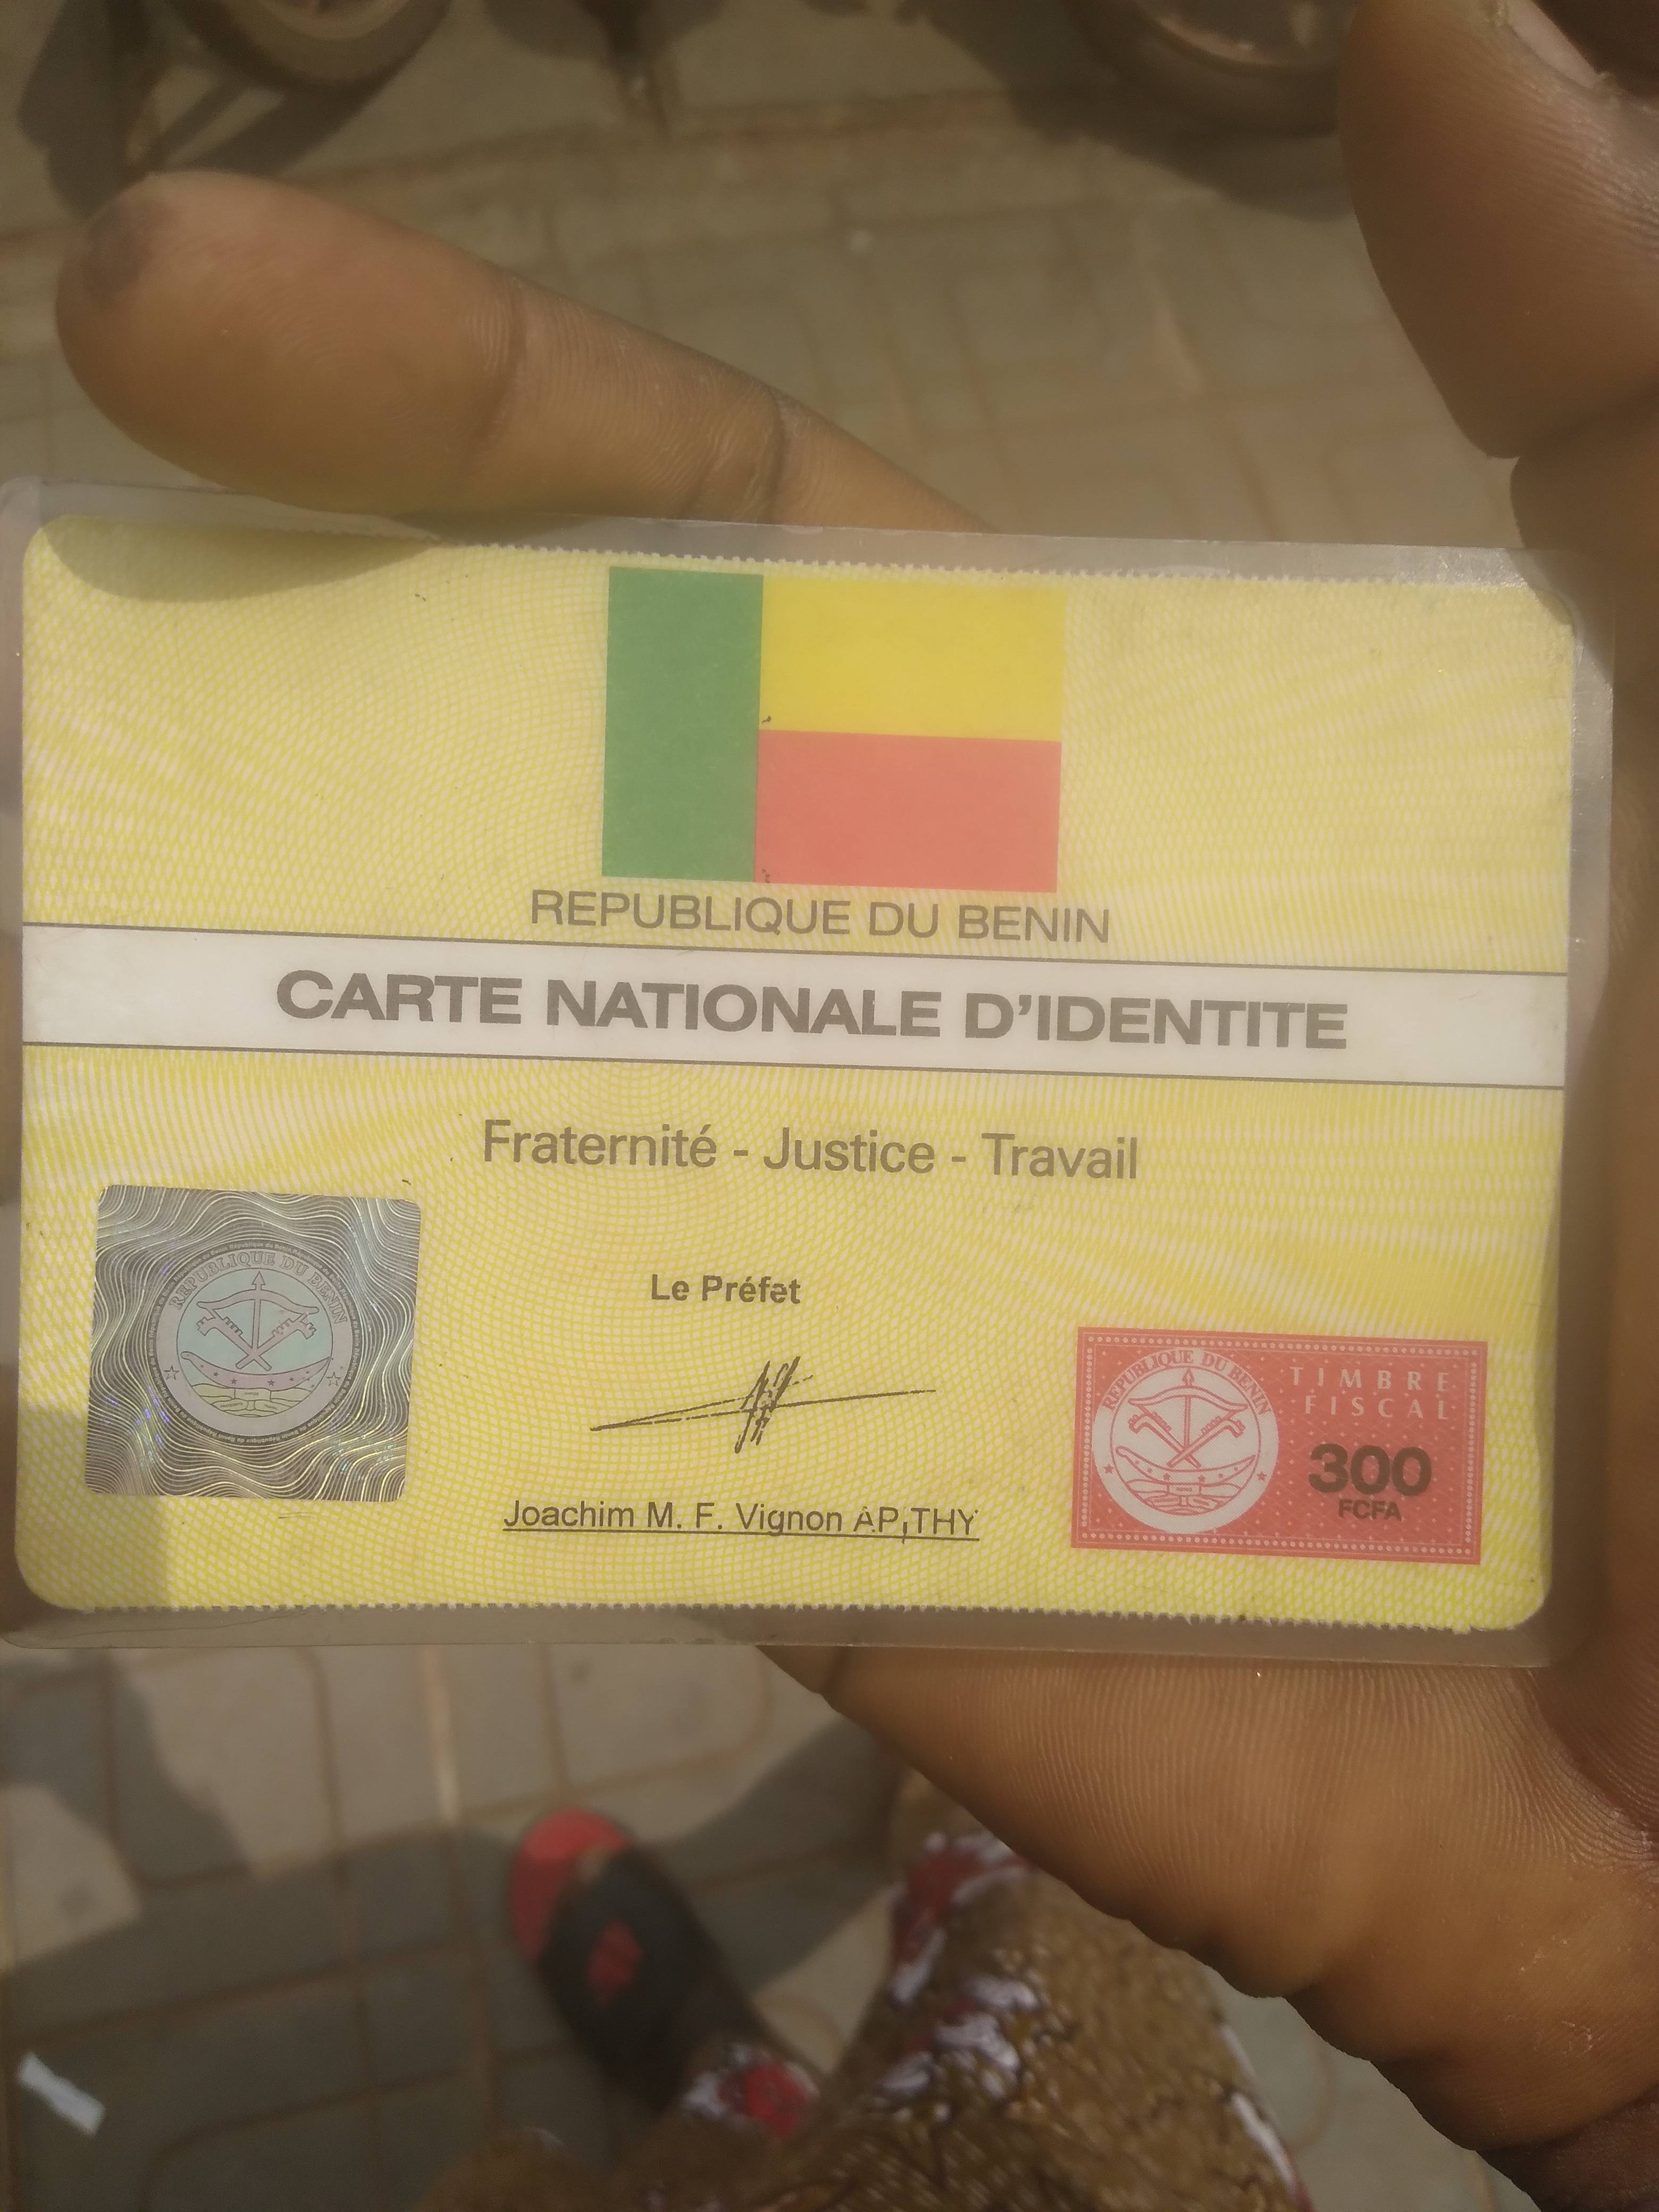 REPUBLIQUE DU BENIN
CARTE NATIONALE D'IDENTITE
Fraternité - Justice - Travail
REPUBLIQUE DU BENIN
Le Préfet
Joachim M. F. Vignon APITHY
REPUBLIQUE DU BENIN
TIMBRE
FISCAL
300
FCFA